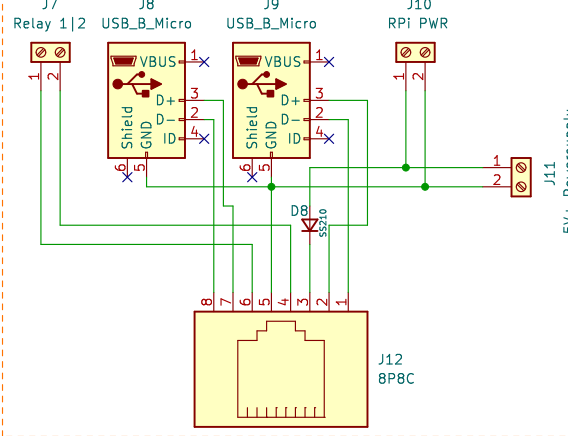 J7
Relay 1|2
1
2
J8
USB_B_Micro
VBUS
1
D+
3
D-
2
ID
4
Shield
GND
6
5
J9
USB_B_Micro
VBUS
1
D+
3
D-
2
ID
4
Shield
GND
6
5
J10
RPi PWR
1
2
1
2
J11
D8
SS210
8
7
6
5
4
3
2
1
J12
8P8C